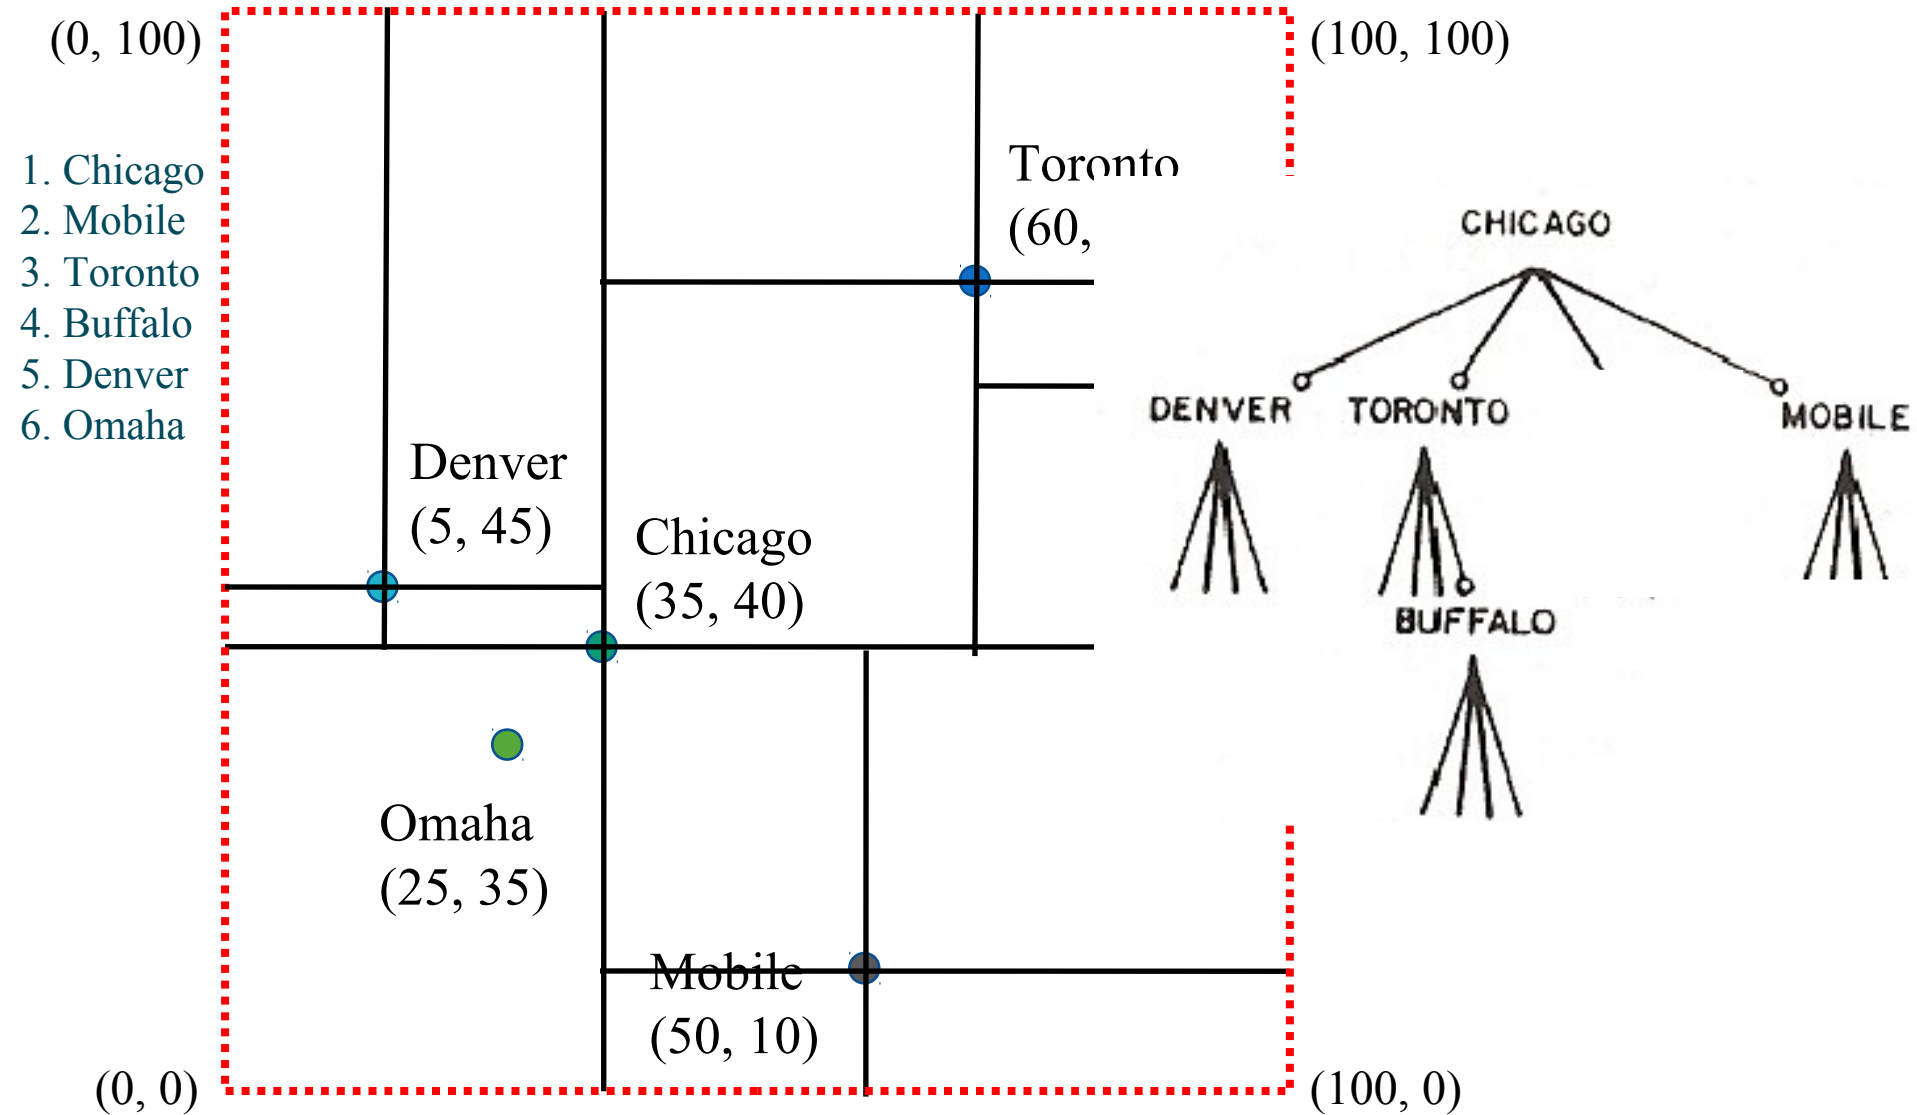 (0, 100)
(100, 100)
1. Chicago
2. Mobile
3. Toronto
4. Buffalo
5. Denver
6. Omaha
Toronto
(60,
CHICAGO
DENVER
TORONTO
MOBILE
BUFFALO
Denver
(5, 45)
Chicago
(35, 40)
Omaha
(25, 35)
Mobile
(50, 10)
(0, 0)
(100, 0)